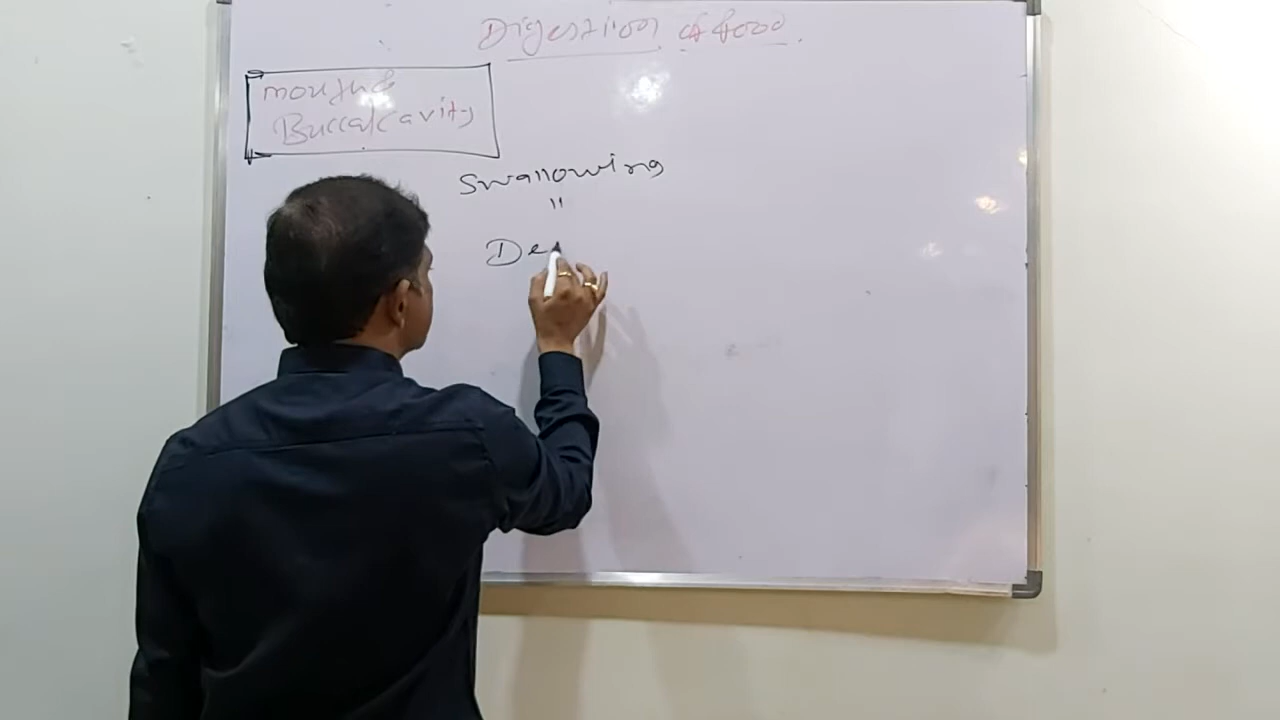 Digestion of food.
Mouth &
Buccal cavity
Swallowing
"
De